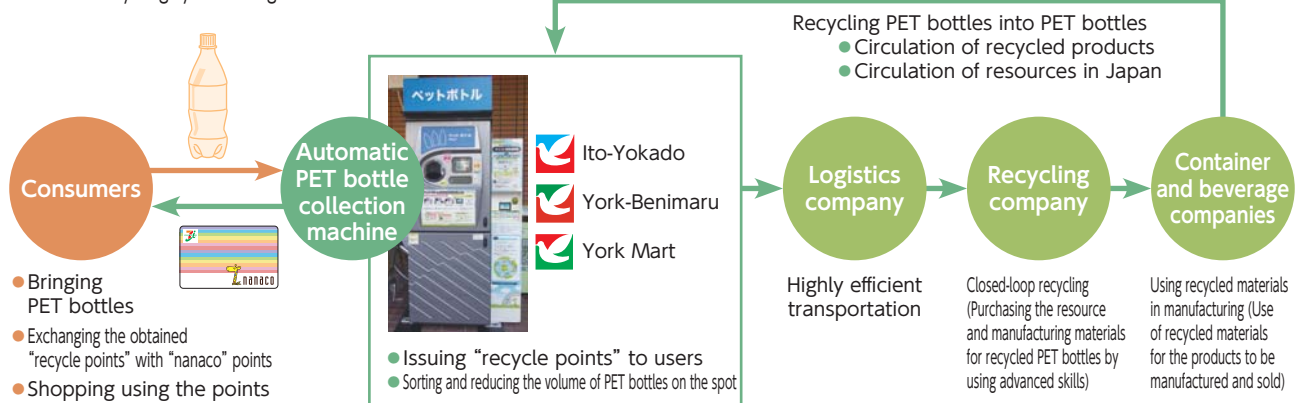 Recycling PET bottles into PET bottles
● Circulation of recycled products
● Circulation of resources in Japan
Consumers
Automatic
PET bottle
collection
machine
ペットボトル
Ito-Yokado
York-Benimaru
York Mart
Logistics
company
Recycling
company
Container
and beverage
companies
nanaco
● Bringing
PET bottles
● Exchanging the obtained
"recycle points" with "nanaco" points
● Shopping using the points
● Issuing "recycle points" to users
● Sorting and reducing the volume of PET bottles on the spot
Highly efficient
transportation
Closed-loop recycling
(Purchasing the resource
and manufacturing materials
for recycled PET bottles by
using advanced skills)
Using recycled materials
in manufacturing (Use
of recycled materials
for the products to be
manufactured and sold)